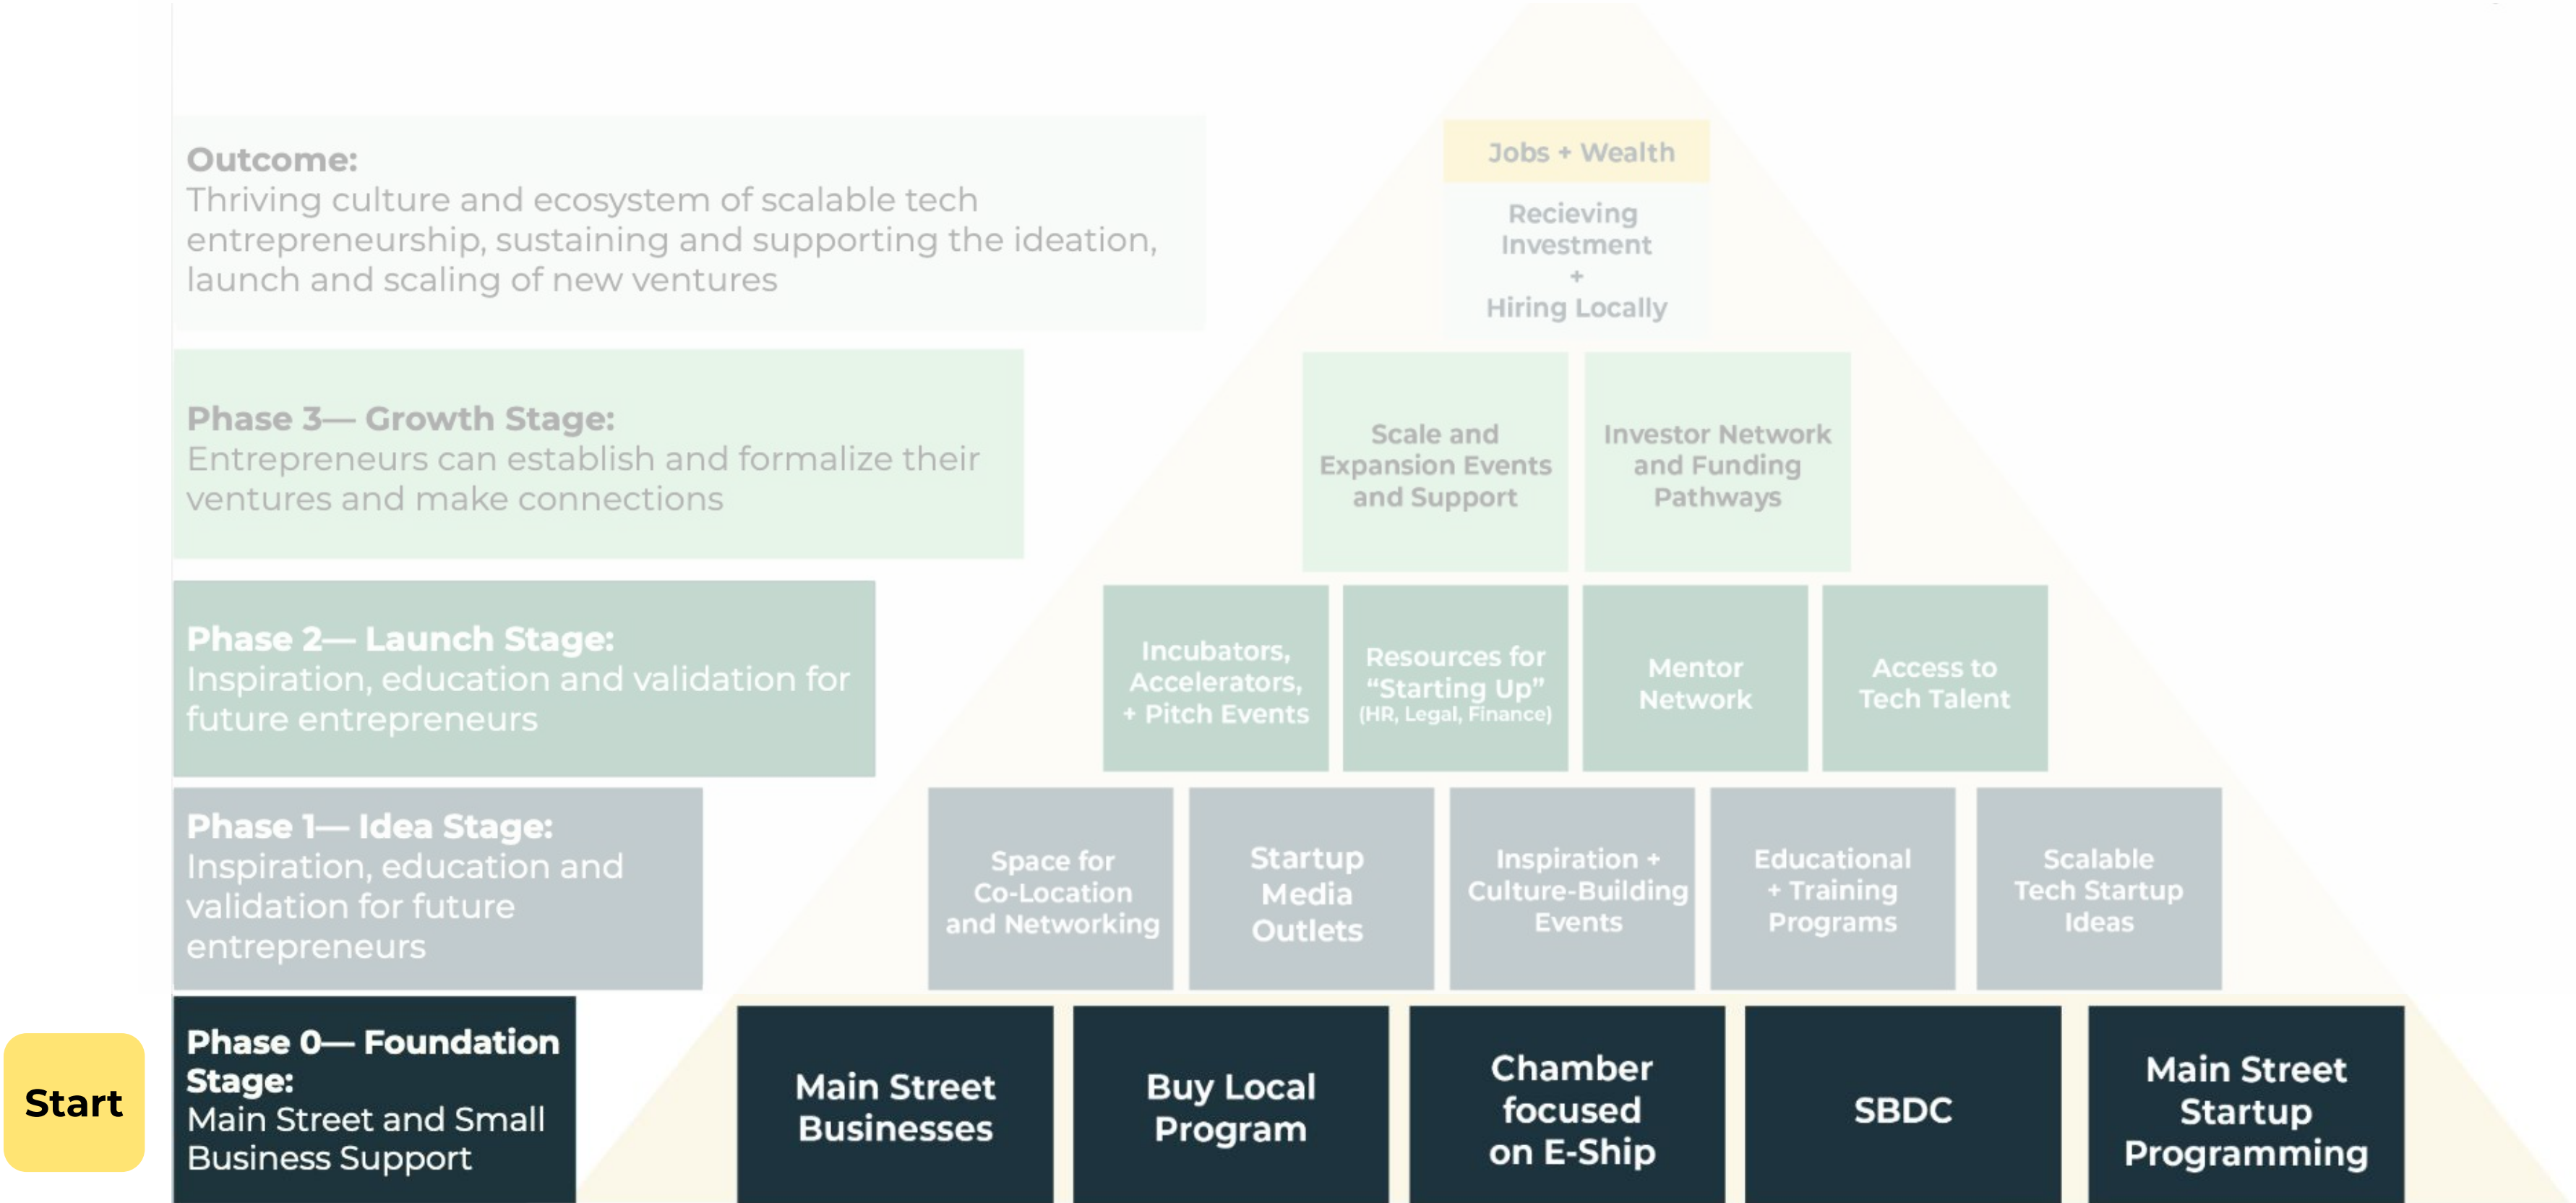 Outcome:
Thriving culture and ecosystem of scalable tech
entrepreneurship, sustaining and supporting the ideation,
launch and scaling of new ventures
Jobs + Wealth
Recieving
Investment
+
Hiring Locally
Phase 3— Growth Stage:
Entrepreneurs can establish and formalize their
ventures and make connections
Scale and
Expansion Events
and Support
Investor Network
and Funding
Pathways
Phase 2— Launch Stage:
Inspiration, education and validation for
future entrepreneurs
Incubators,
Accelerators,
+ Pitch Events
Resources for
“Starting Up”
(HR, Legal, Finance)
Mentor
Network
Access to
Tech Talent
Phase 1— Idea Stage:
Inspiration, education and
validation for future
entrepreneurs
Space for
Co-Location
and Networking
Startup
Media
Outlets
Inspiration +
Culture-Building
Events
Educational
+ Training
Programs
Scalable
Tech Startup
Ideas
Start
Phase 0— Foundation
Stage:
Main Street and Small
Business Support
Main Street
Businesses
Buy Local
Program
Chamber
focused
on E-Ship
SBDC
Main Street
Startup
Programming